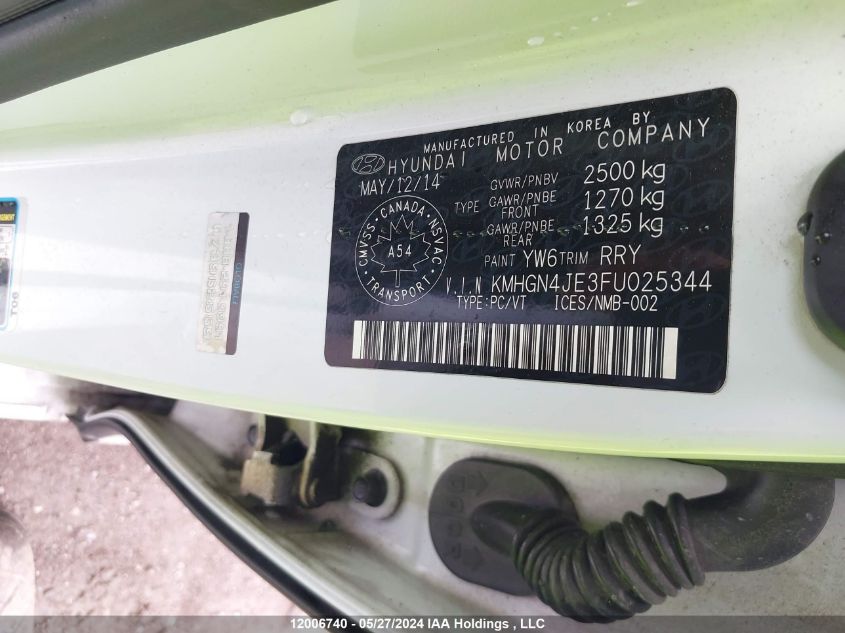 MANUFACTURED IN KOREA BY
HYUNDAI MOTOR COMPANY
MAY/12/14
GVWR/PNBV 2500 kg
TYPE GAWR/PNBE FRONT 1270 kg
GAWR/PNBE REAR 1325 kg
PAINT YW6 TRIM RRY
V.I.N KMHGN4JE3FU025344
TYPE:PC/VT ICES/NMB-002
CMVSS · CANADA · NSVAC
A54
TRANSPORT
DOOR
12006740 - 05/27/2024 IAA Holdings , LLC